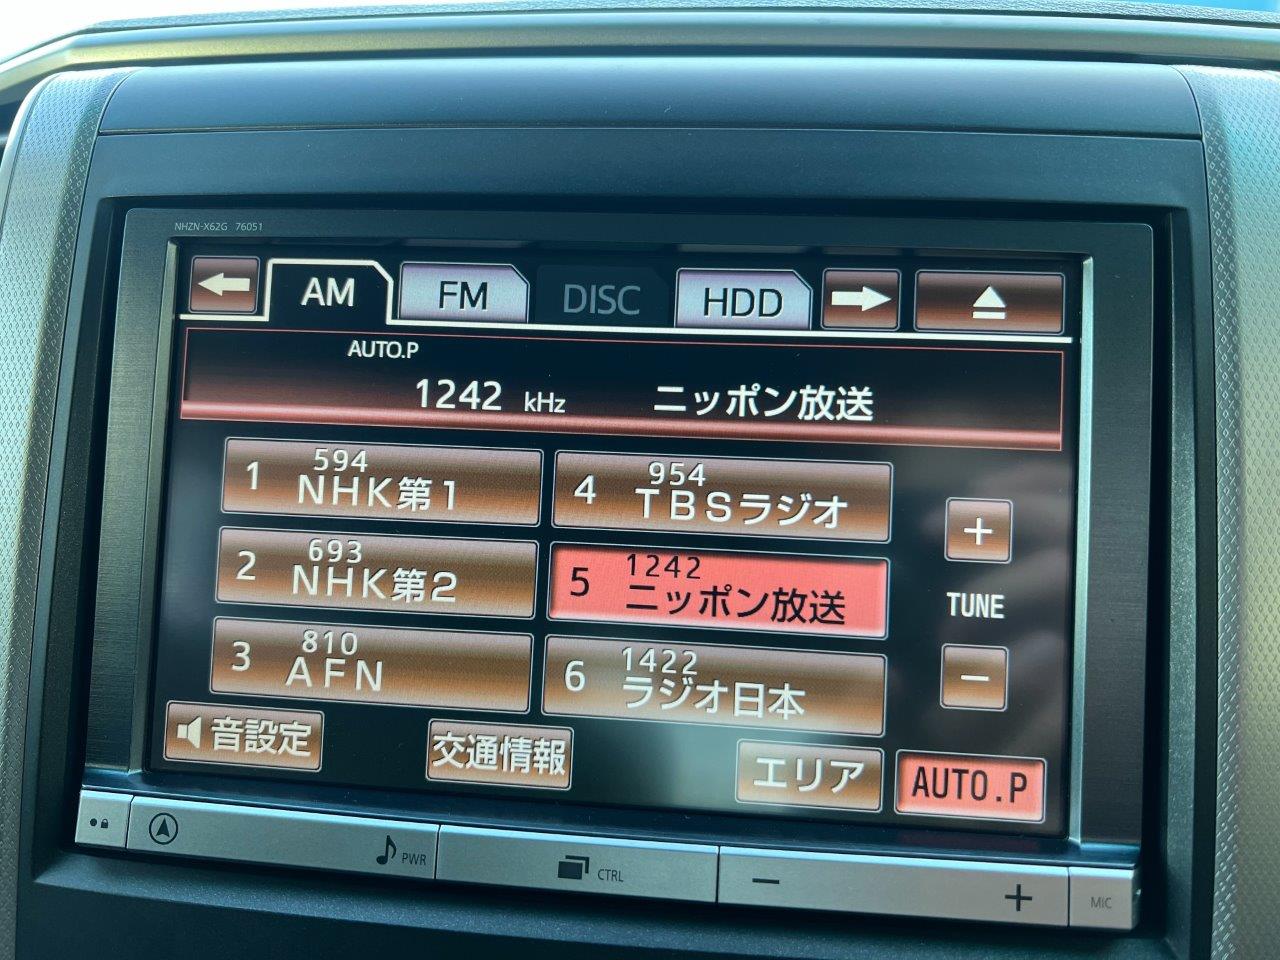 NHZN-X62G 76051
AM FM DISC HDD
AUTO.P
1242 kHz ニッポン放送
1 594 NHK第1
4 954 TBSラジオ
2 693 NHK第2
5 1242 ニッポン放送
3 810 AFN
6 1422 ラジオ日本
+
TUNE
−
音設定 交通情報 エリア AUTO.P
PWR CTRL − + MIC